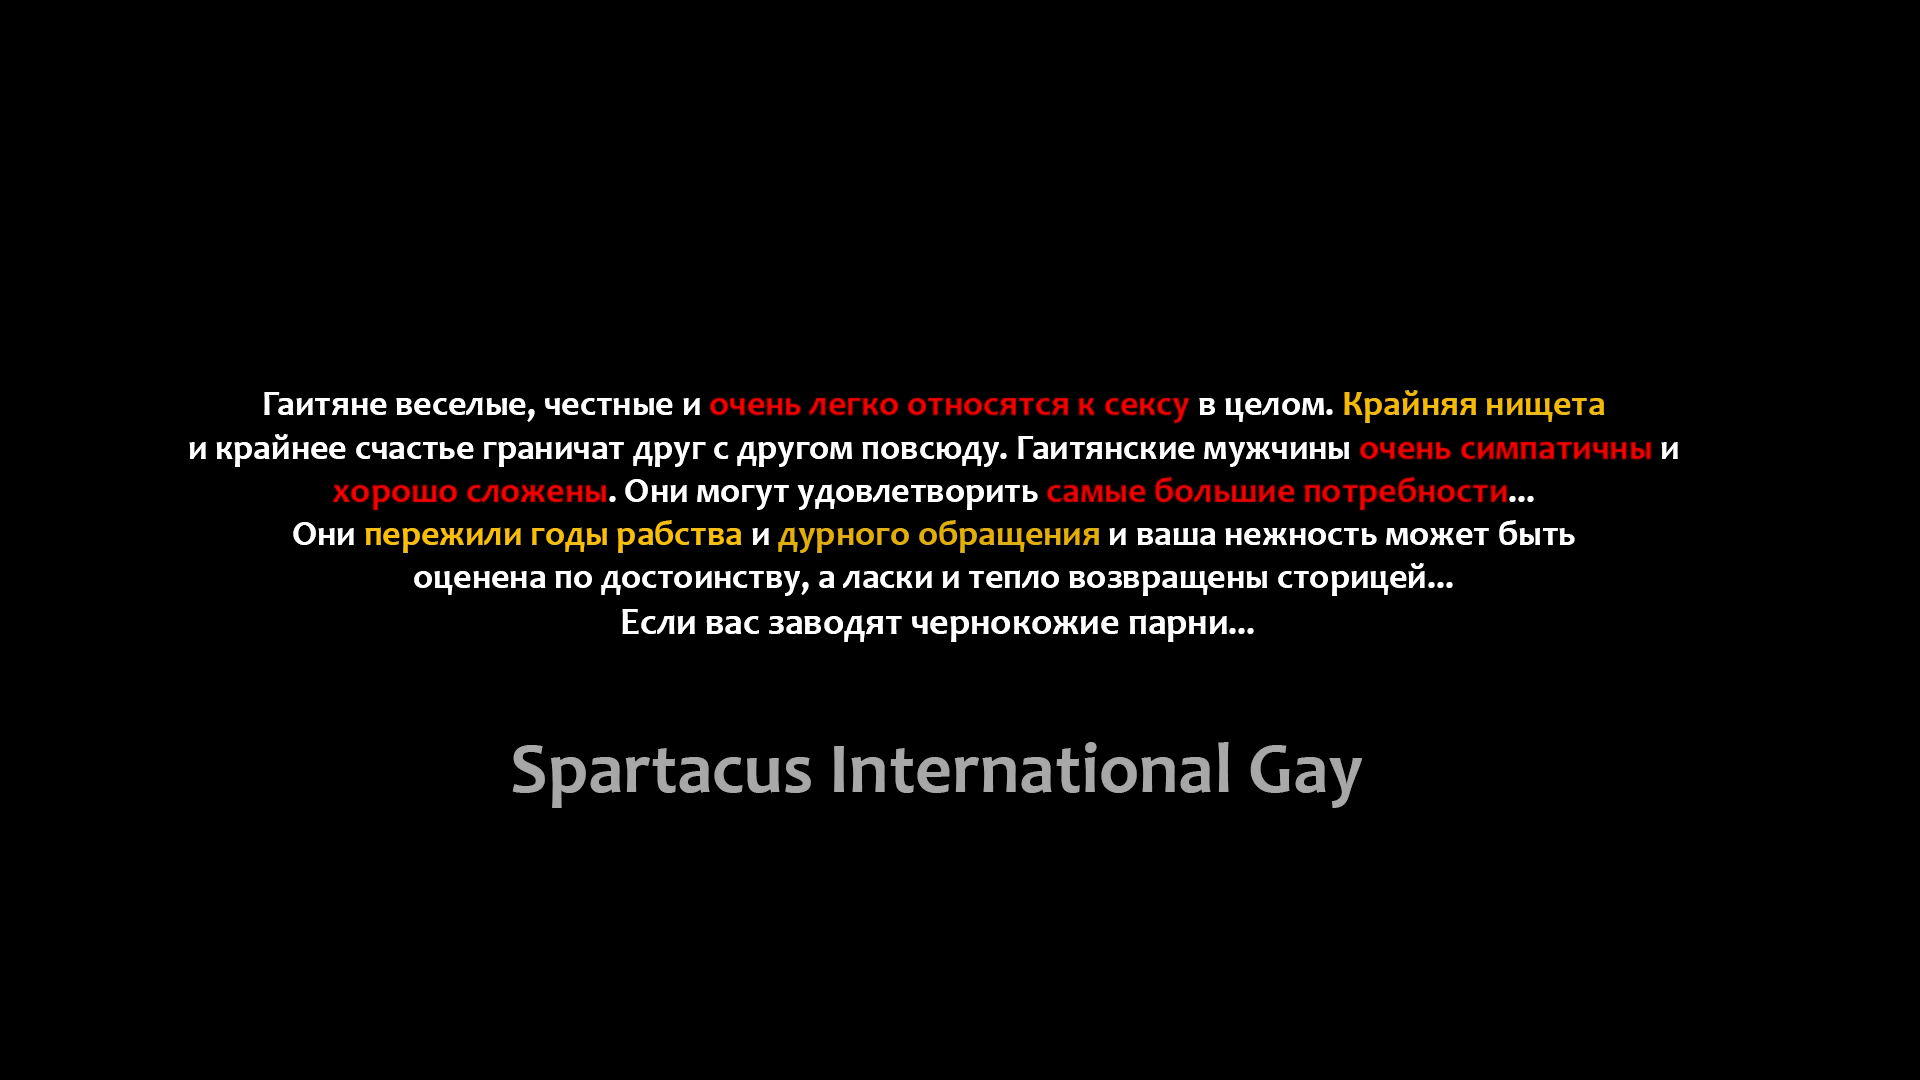 Гаитяне веселые, честные и очень легко относятся к сексу в целом. Крайняя нищета
и крайнее счастье граничат друг с другом повсюду. Гаитянские мужчины очень симпатичны и
хорошо сложены. Они могут удовлетворить самые большие потребности...
Они пережили годы рабства и дурного обращения и ваша нежность может быть
оценена по достоинству, а ласки и тепло возвращены сторицей...
Если вас заводят чернокожие парни...
Spartacus International Gay